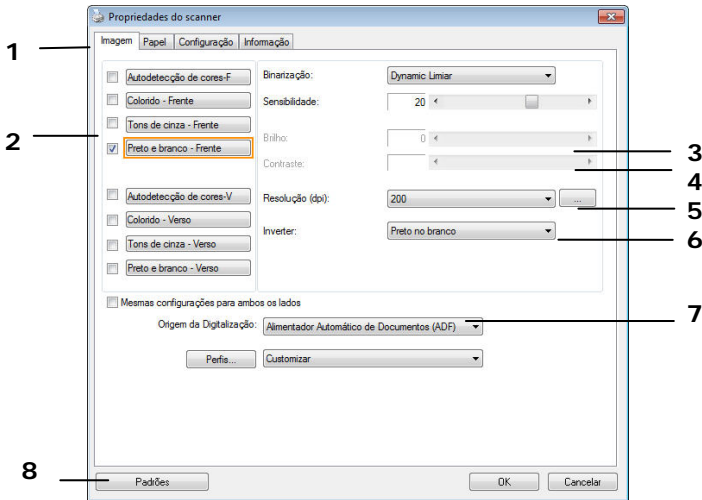 Propriedades do scanner
1
Imagem Papel Configuração Informação
2
Autodetecção de cores-F
Colorido - Frente
Tons de cinza - Frente
Preto e branco - Frente
Autodetecção de cores-V
Colorido - Verso
Tons de cinza - Verso
Preto e branco - Verso
Binarização: Dynamic Limiar
Sensibilidade: 20
Brilho: 0
3
Contraste:
4
Resolução (dpi): 200 ...
5
Inverter: Preto no branco
6
Mesmas configurações para ambos os lados
Origem da Digitalização: Alimentador Automático de Documentos (ADF)
7
Perfis... Customizar
8
Padrões OK Cancelar